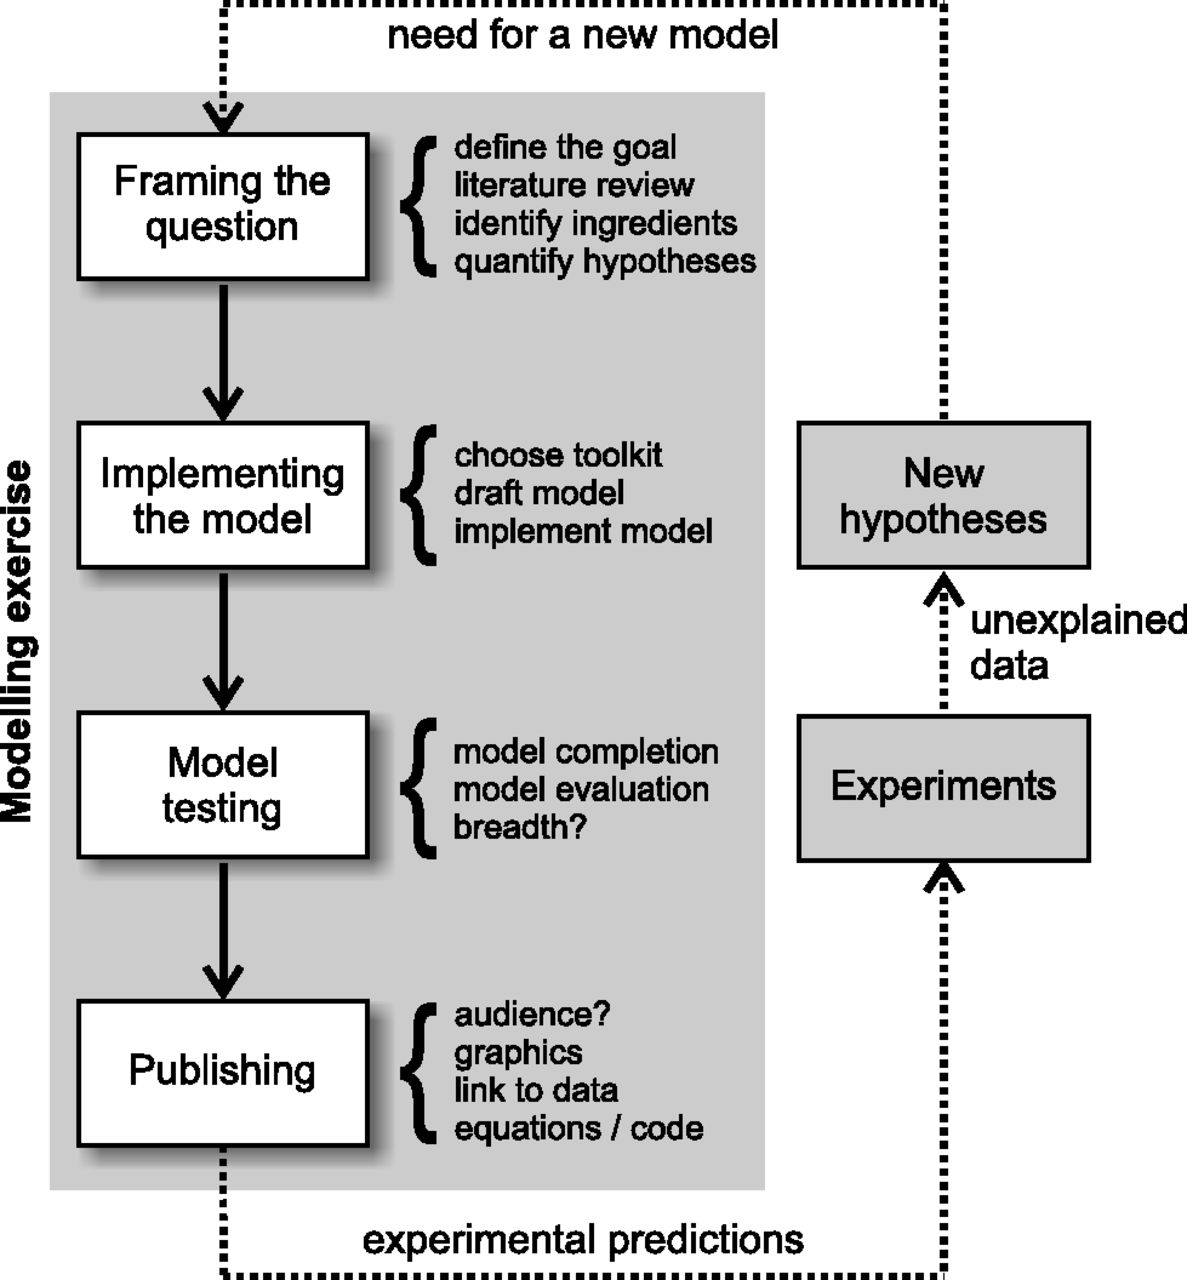 need for a new model
Framing the
question
define the goal
literature review
identify ingredients
quantify hypotheses
Implementing
the model
choose toolkit
draft model
implement model
Model
testing
model completion
model evaluation
breadth?
Publishing
audience?
graphics
link to data
equations / code
Modelling exercise
experimental predictions
Experiments
unexplained
data
New
hypotheses